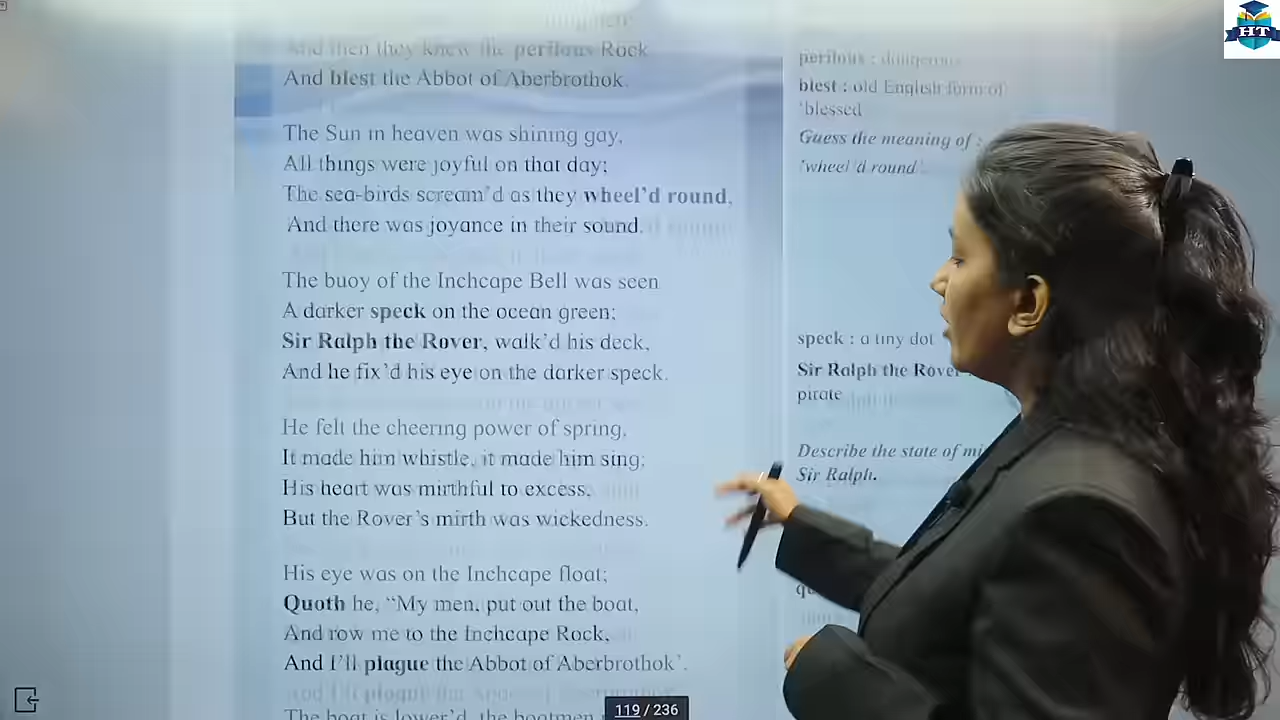 And then they knew the perilous Rock
And blest the Abbot of Aberbrothok.
The Sun in heaven was shining gay,
All things were joyful on that day;
The sea-birds scream'd as they wheel'd round,
And there was joyance in their sound.
The buoy of the Inchcape Bell was seen
A darker speck on the ocean green;
Sir Ralph the Rover, walk'd his deck,
And he fix'd his eye on the darker speck.
He felt the cheering power of spring,
It made him whistle, it made him sing;
His heart was mirthful to excess,
But the Rover's mirth was wickedness.
His eye was on the Inchcape float;
Quoth he, “My men, put out the boat,
And row me to the Inchcape Rock,
And I'll plague the Abbot of Aberbrothok'.
The boat is lower'd, the boatmen
perilous : dangerous
blest : old English form of
'blessed
Guess the meaning of :
'wheel'd round'.
speck : a tiny dot
Sir Ralph the Rover
pirate
Describe the state of
Sir Ralph.
119 / 236
HT